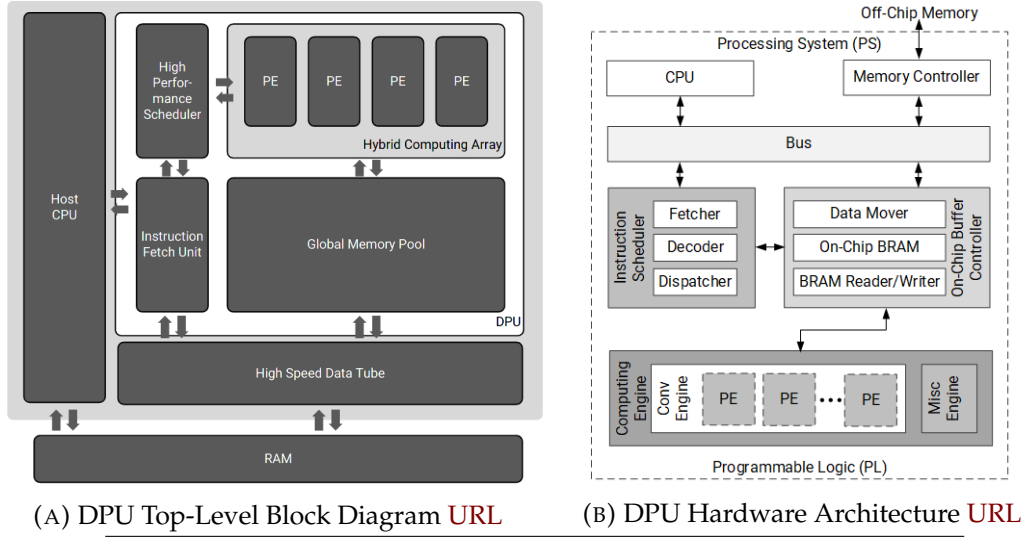 Host
CPU
High
Perfor-
mance
Scheduler
PE
PE
PE
PE
Hybrid Computing Array
Instruction
Fetch Unit
Global Memory Pool
DPU
High Speed Data Tube
RAM
(A) DPU Top-Level Block Diagram URL
Off-Chip Memory
Processing System (PS)
CPU
Memory Controller
Bus
Instruction
Scheduler
Fetcher
Decoder
Dispatcher
Data Mover
On-Chip BRAM
BRAM Reader/Writer
On-Chip Buffer
Controller
Computing
Engine
Conv
Engine
PE
PE
PE
Misc
Engine
Programmable Logic (PL)
(B) DPU Hardware Architecture URL